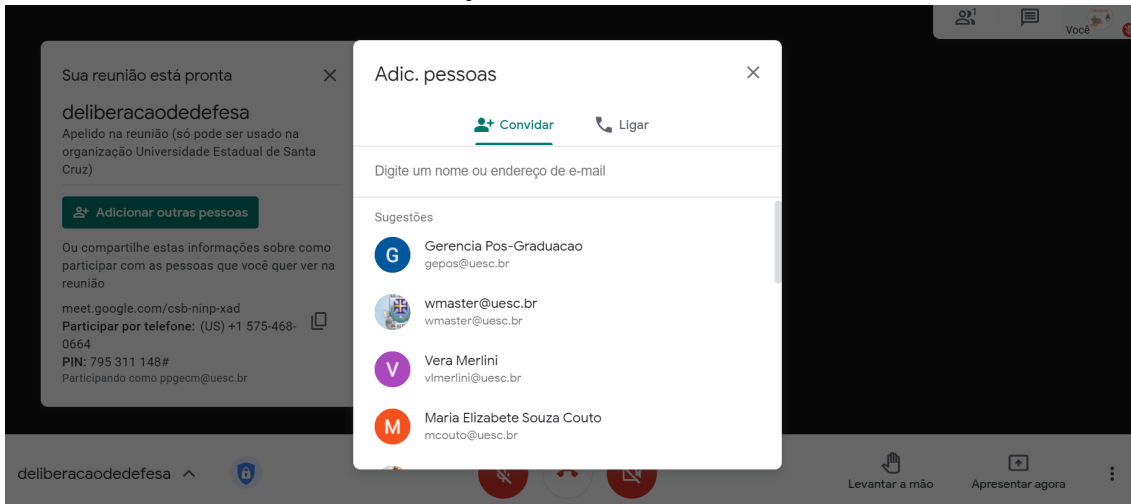 1
Você
Sua reunião está pronta
deliberacaodedefesa
Apelido na reunião (só pode ser usado na
organização Universidade Estadual de Santa
Cruz)
Adicionar outras pessoas
Ou compartilhe estas informações sobre como
participar com as pessoas que você quer ver na
reunião
meet.google.com/csb-ninp-xad
Participar por telefone: (US) +1 575-468-
0664
PIN: 795 311 148#
Participando como ppgecm@uesc.br
Adic. pessoas
Convidar
Ligar
Digite um nome ou endereço de e-mail
Sugestões
G
Gerencia Pos-Graduacao
gepos@uesc.br
wmaster@uesc.br
wmaster@uesc.br
V
Vera Merlini
vlmerlini@uesc.br
M
Maria Elizabete Souza Couto
mcouto@uesc.br
deliberacaodedefesa
Levantar a mão
Apresentar agora